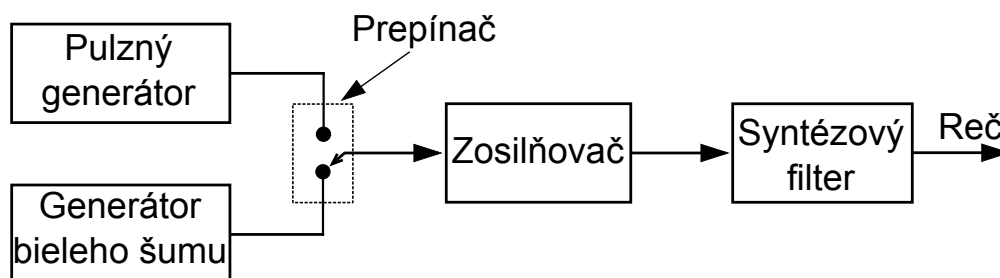 Prepínač
Pulzný
generátor
Zosilňovač
Syntézový
filter
Reč
Generátor
bieleho šumu